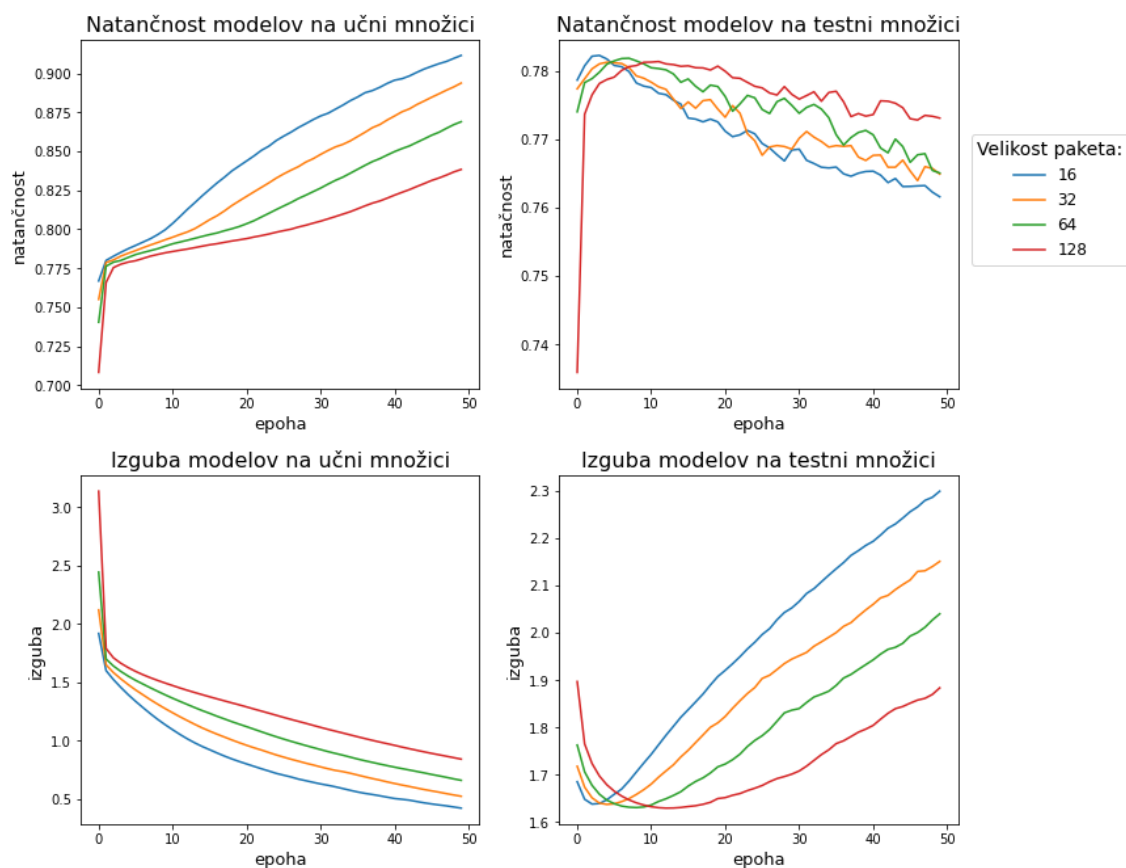 Natančnost modelov na učni množici
0.900
0.875
0.850
0.825
0.800
0.775
0.750
0.725
0.700
natančnost
0 10 20 30 40 50
epoha
Natančnost modelov na testni množici
0.78
0.77
0.76
0.75
0.74
natačnost
0 10 20 30 40 50
epoha
Velikost paketa:
16
32
64
128
Izguba modelov na učni množici
3.0
2.5
2.0
1.5
1.0
0.5
izguba
0 10 20 30 40 50
epoha
Izguba modelov na testni množici
2.3
2.2
2.1
2.0
1.9
1.8
1.7
1.6
izguba
0 10 20 30 40 50
epoha